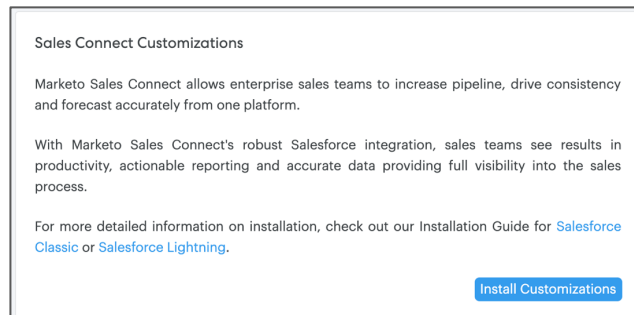 Sales Connect Customizations
Marketo Sales Connect allows enterprise sales teams to increase pipeline, drive consistency
and forecast accurately from one platform.
With Marketo Sales Connect's robust Salesforce integration, sales teams see results in
productivity, actionable reporting and accurate data providing full visibility into the sales
process.
For more detailed information on installation, check out our Installation Guide for Salesforce
Classic or Salesforce Lightning.
Install Customizations